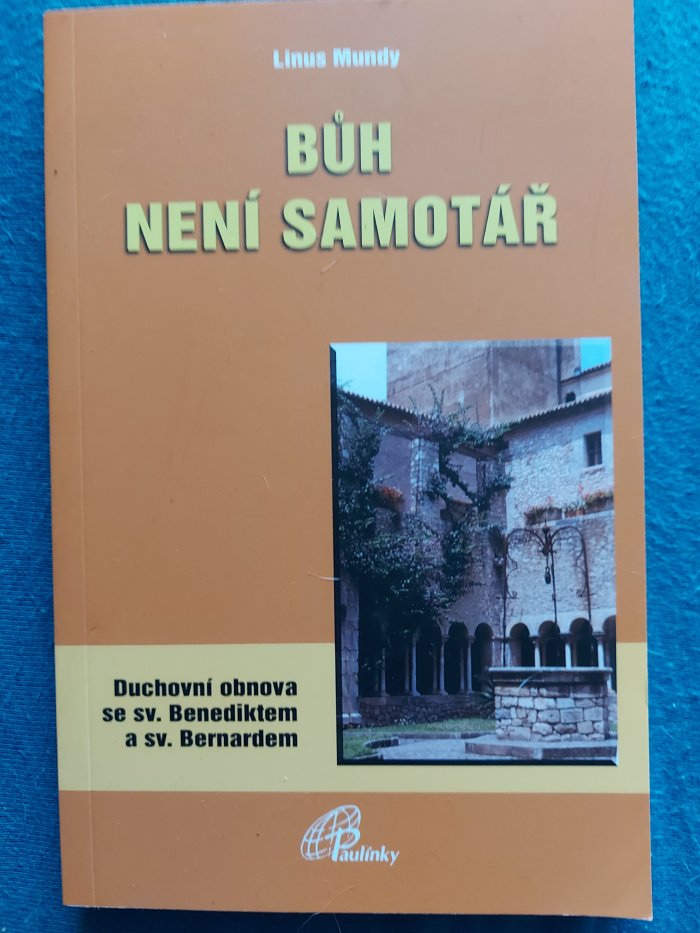 Linus Mundy
BŮH
NENÍ SAMOTÁŘ
Duchovní obnova
se sv. Benediktem
a sv. Bernardem
Paulínky